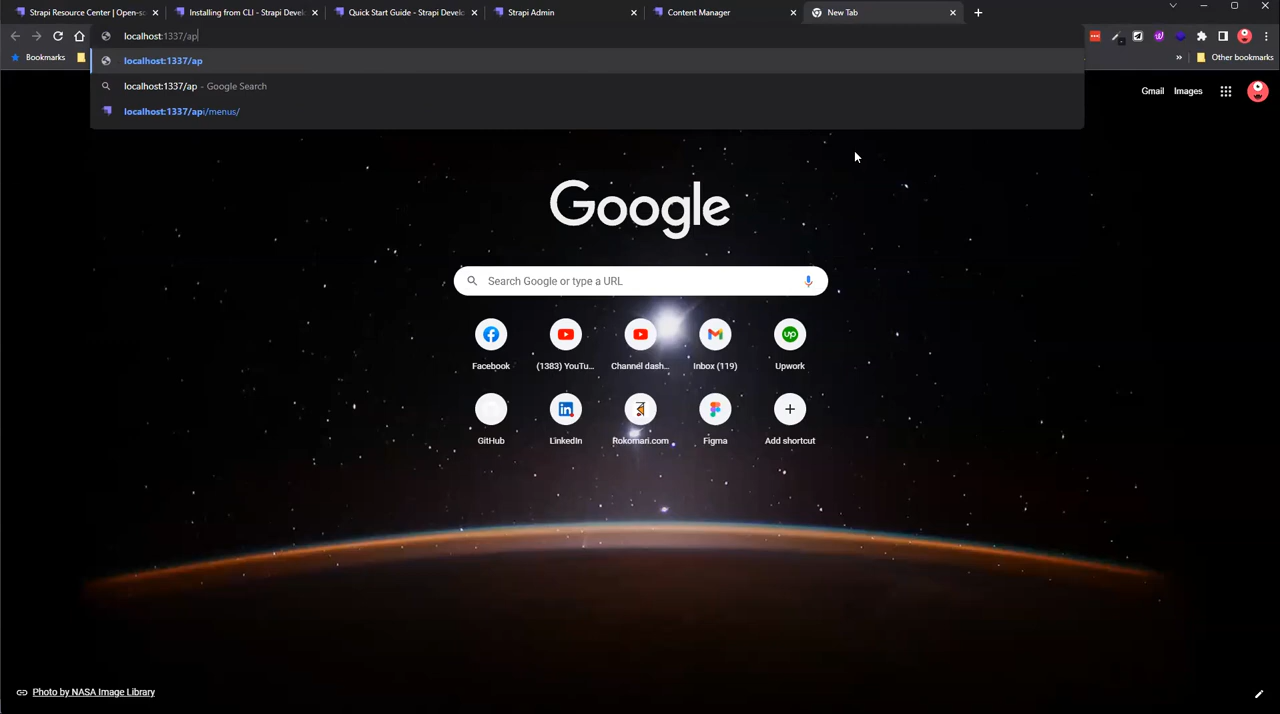 Strapi Resource Center | Open-so
Installing from CLI - Strapi Devel
Quick Start Guide - Strapi Develo
Strapi Admin
Content Manager
New Tab
localhost:1337/ap
Bookmarks
Other bookmarks
localhost:1337/ap
localhost:1337/ap - Google Search
localhost:1337/api/menus/
Gmail
Images
Google
Search Google or type a URL
Facebook
(1383) YouTu...
Channel dash...
Inbox (119)
Upwork
GitHub
LinkedIn
Rokomari.com
Figma
Add shortcut
Photo by NASA Image Library